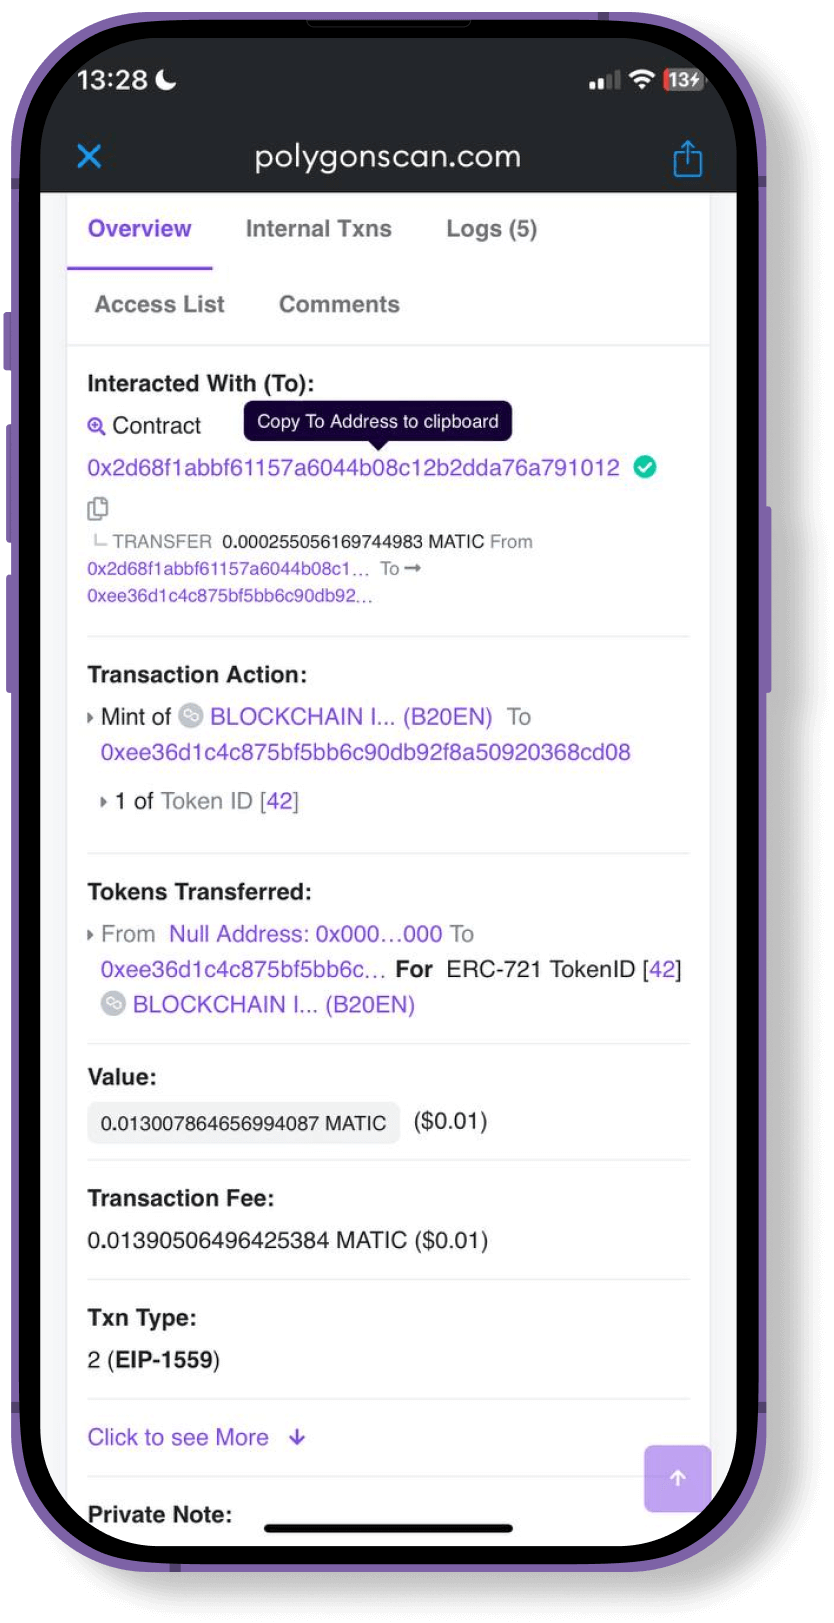 13:28
13
polygonscan.com
Overview Internal Txns Logs (5)
Access List Comments
Interacted With (To):
Contract
Copy To Address to clipboard
0x2d68f1abbf61157a6044b08c12b2dda76a791012
TRANSFER 0.000255056169744983 MATIC From
0x2d68f1abbf61157a6044b08c1... To →
0xee36d1c4c875bf5bb6c90db92...
Transaction Action:
Mint of BLOCKCHAIN I... (B20EN) To
0xee36d1c4c875bf5bb6c90db92f8a50920368cd08
1 of Token ID [42]
Tokens Transferred:
From Null Address: 0x000...000 To
0xee36d1c4c875bf5bb6c... For ERC-721 TokenID [42]
BLOCKCHAIN I... (B20EN)
Value:
0.013007864656994087 MATIC ($0.01)
Transaction Fee:
0.01390506496425384 MATIC ($0.01)
Txn Type:
2 (EIP-1559)
Click to see More ↓
Private Note: